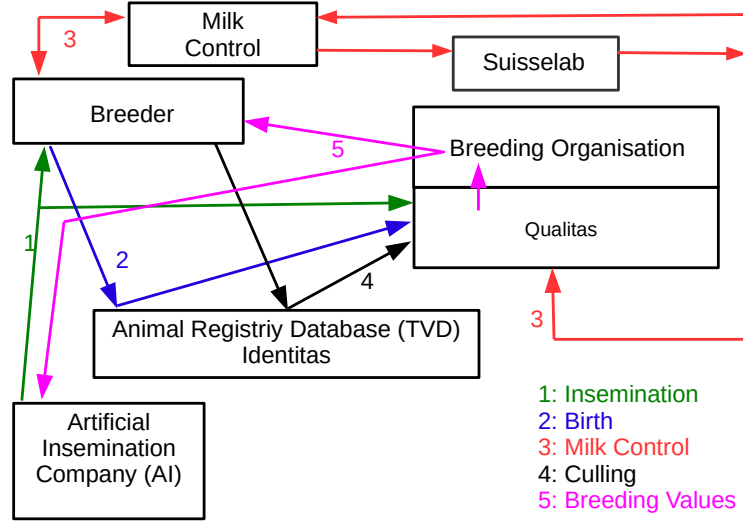 Milk
Control
3
Suisselab
Breeder
5
Breeding Organisation
1
2
Qualitas
4
3
Animal Registriy Database (TVD)
Identitas
Artificial
Insemination
Company (AI)
1: Insemination
2: Birth
3: Milk Control
4: Culling
5: Breeding Values